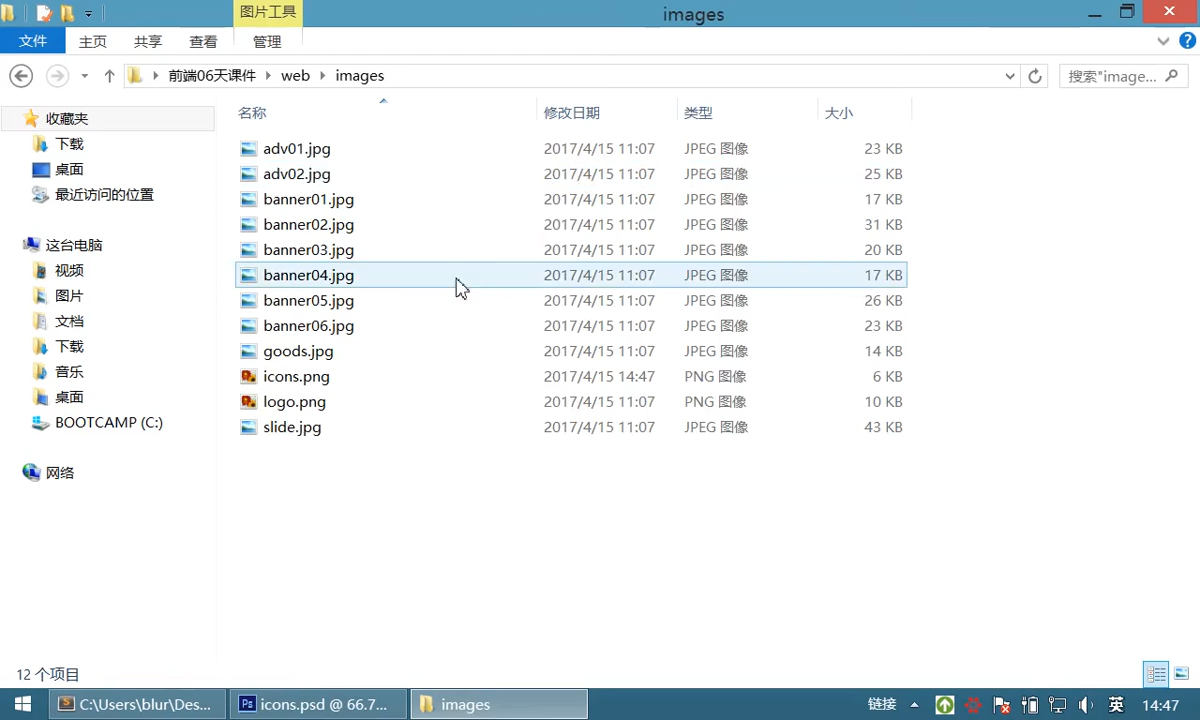 图片工具
images
文件 主页 共享 查看 管理
前端06天课件 web images
搜索"image...
名称 修改日期 类型 大小
收藏夹
下载
桌面
最近访问的位置
这台电脑
视频
图片
文档
下载
音乐
桌面
BOOTCAMP (C:)
网络
adv01.jpg 2017/4/15 11:07 JPEG 图像 23 KB
adv02.jpg 2017/4/15 11:07 JPEG 图像 25 KB
banner01.jpg 2017/4/15 11:07 JPEG 图像 17 KB
banner02.jpg 2017/4/15 11:07 JPEG 图像 31 KB
banner03.jpg 2017/4/15 11:07 JPEG 图像 20 KB
banner04.jpg 2017/4/15 11:07 JPEG 图像 17 KB
banner05.jpg 2017/4/15 11:07 JPEG 图像 26 KB
banner06.jpg 2017/4/15 11:07 JPEG 图像 23 KB
goods.jpg 2017/4/15 11:07 JPEG 图像 14 KB
icons.png 2017/4/15 14:47 PNG 图像 6 KB
logo.png 2017/4/15 11:07 PNG 图像 10 KB
slide.jpg 2017/4/15 11:07 JPEG 图像 43 KB
12 个项目
C:\Users\blur\Des... Ps icons.psd @ 66.7... images 链接 英 14:47